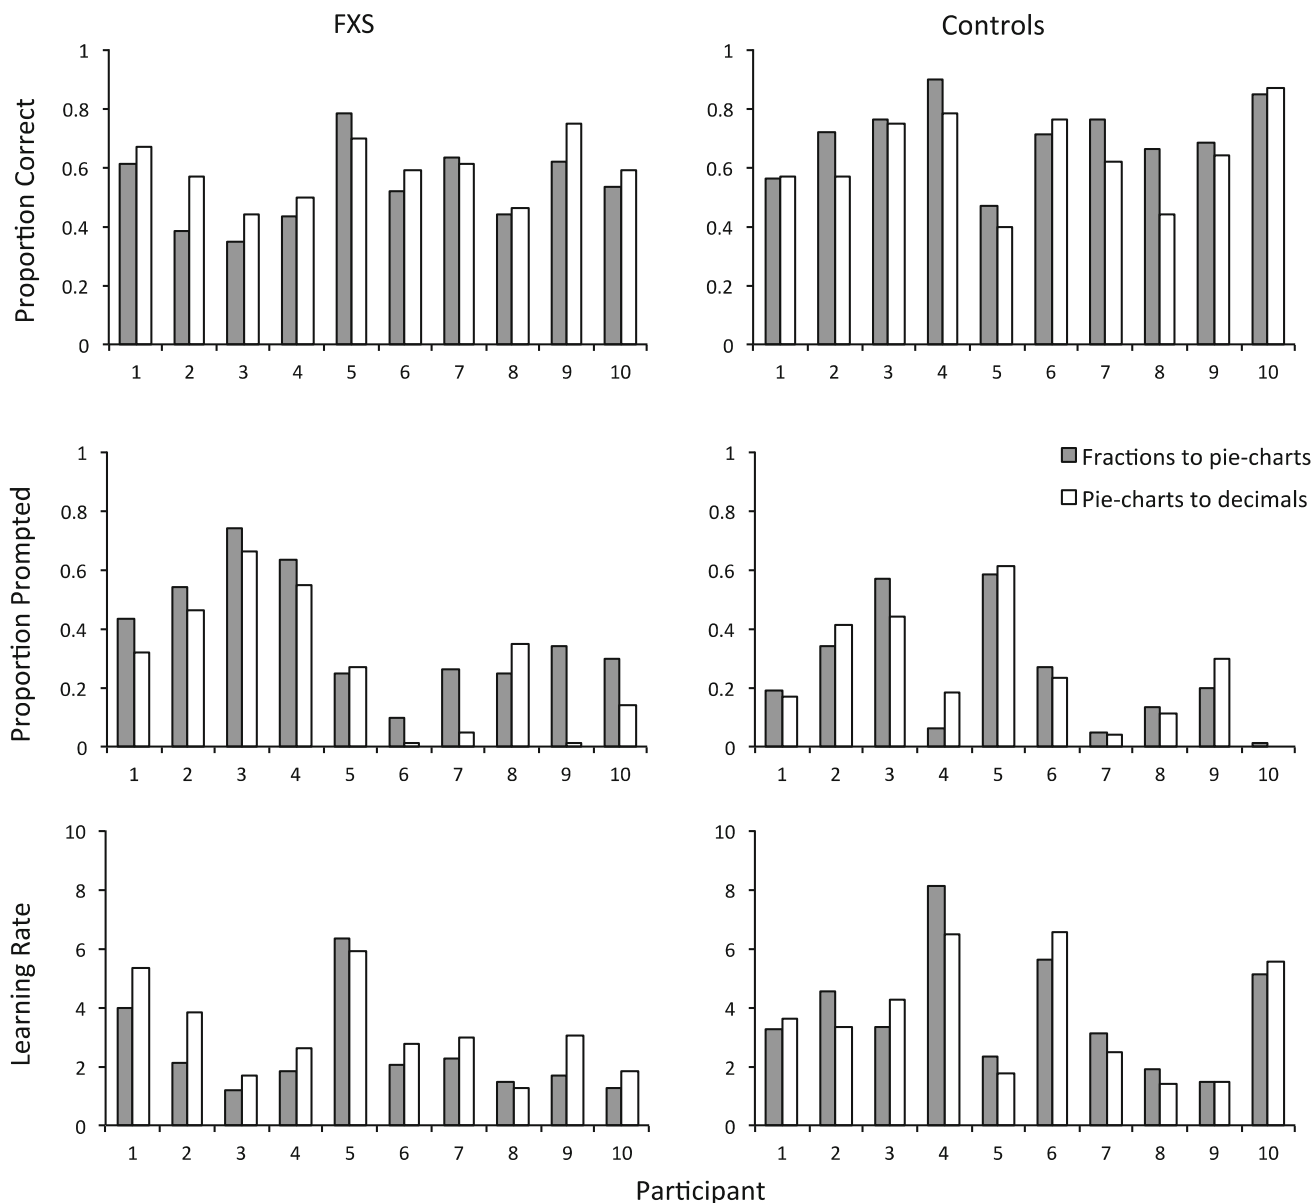 FXS
Controls
Proportion Correct
1
0.8
0.6
0.4
0.2
0
1 2 3 4 5 6 7 8 9 10
1
0.8
0.6
0.4
0.2
0
1 2 3 4 5 6 7 8 9 10
Proportion Prompted
1
0.8
0.6
0.4
0.2
0
1 2 3 4 5 6 7 8 9 10
1
0.8
0.6
0.4
0.2
0
1 2 3 4 5 6 7 8 9 10
Fractions to pie-charts
Pie-charts to decimals
Learning Rate
10
8
6
4
2
0
1 2 3 4 5 6 7 8 9 10
10
8
6
4
2
0
1 2 3 4 5 6 7 8 9 10
Participant